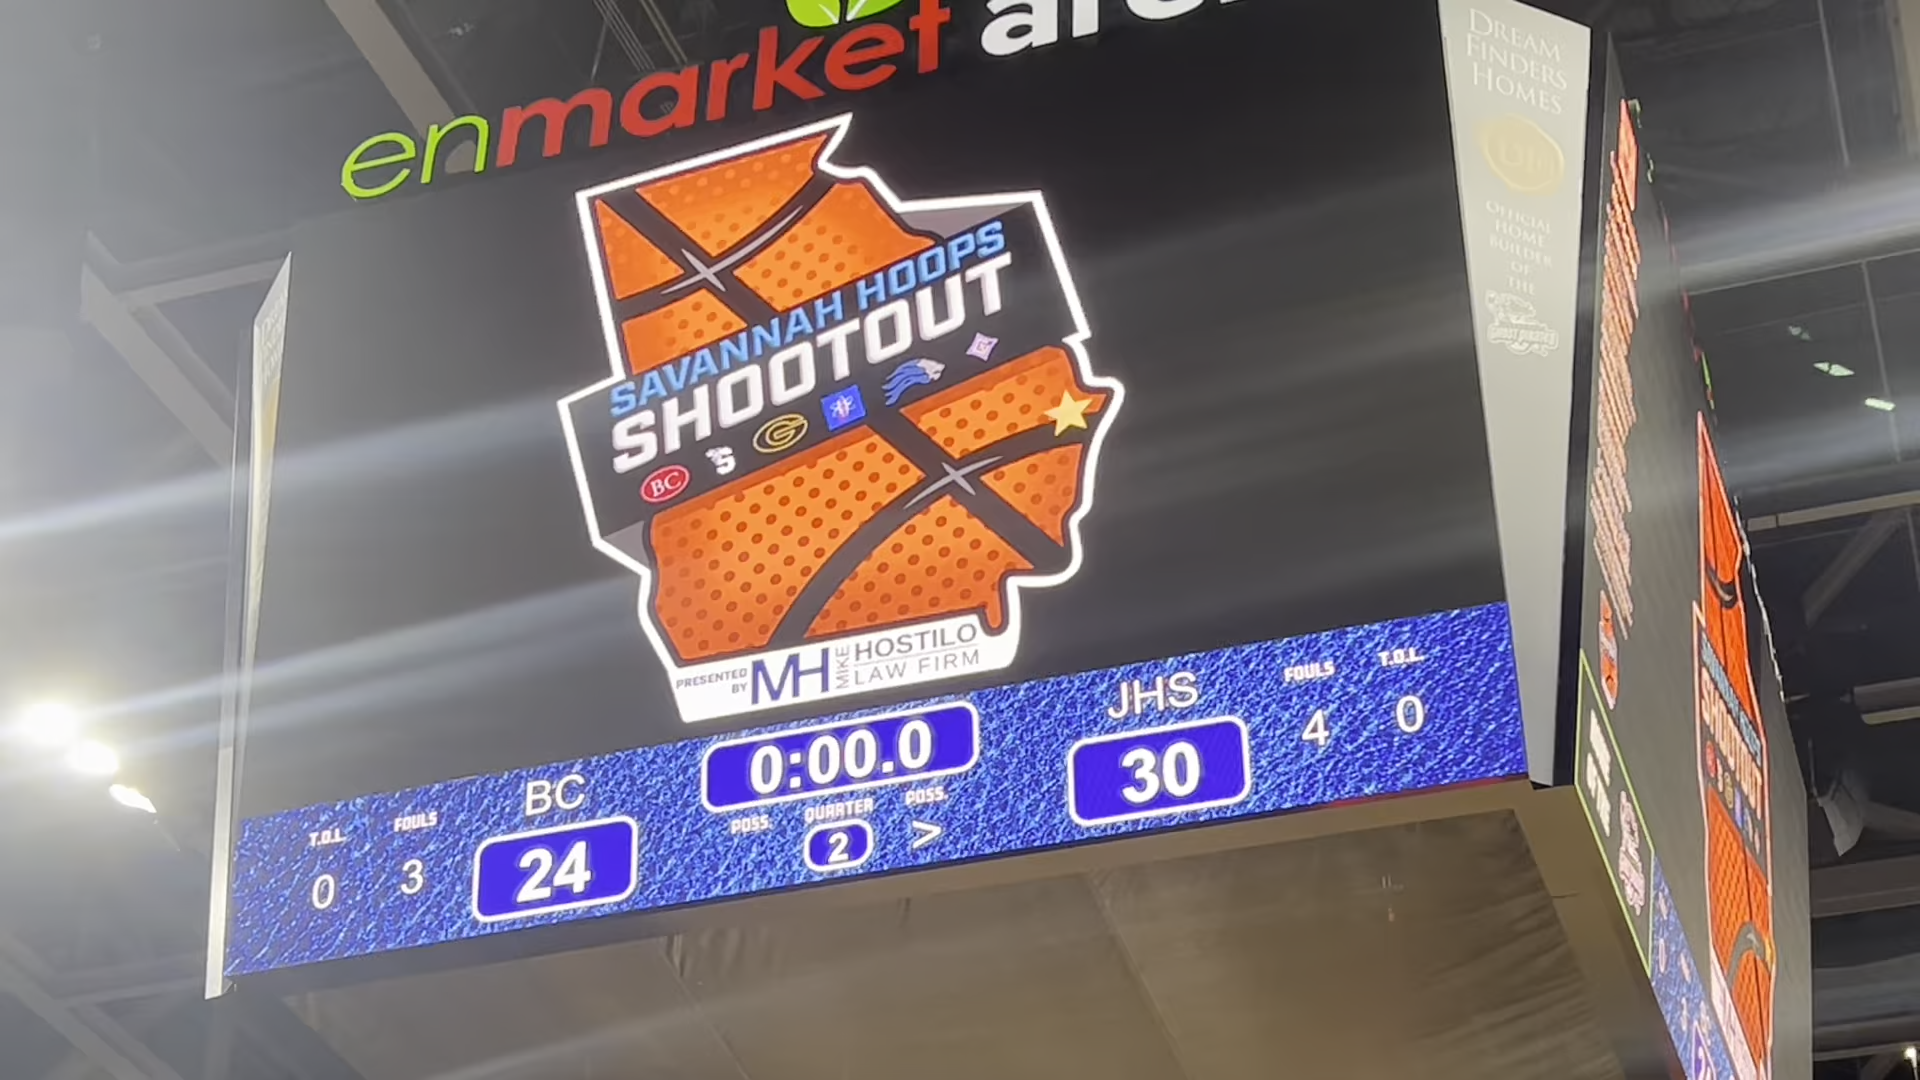 enmarket
DREAM
FINDERS
HOMES
OFFICIAL
HOME
BUILDER
OF
THE
SAVANNAH HOOPS
SHOOTOUT
BC
S
G
PRESENTED
BY
MH
MIKE
HOSTILO
LAW FIRM
JHS
FOULS
T.O.L.
30
4
0
0:00.0
BC
T.O.L
FOULS
POSS.
QUARTER
POSS.
0
3
24
2
>